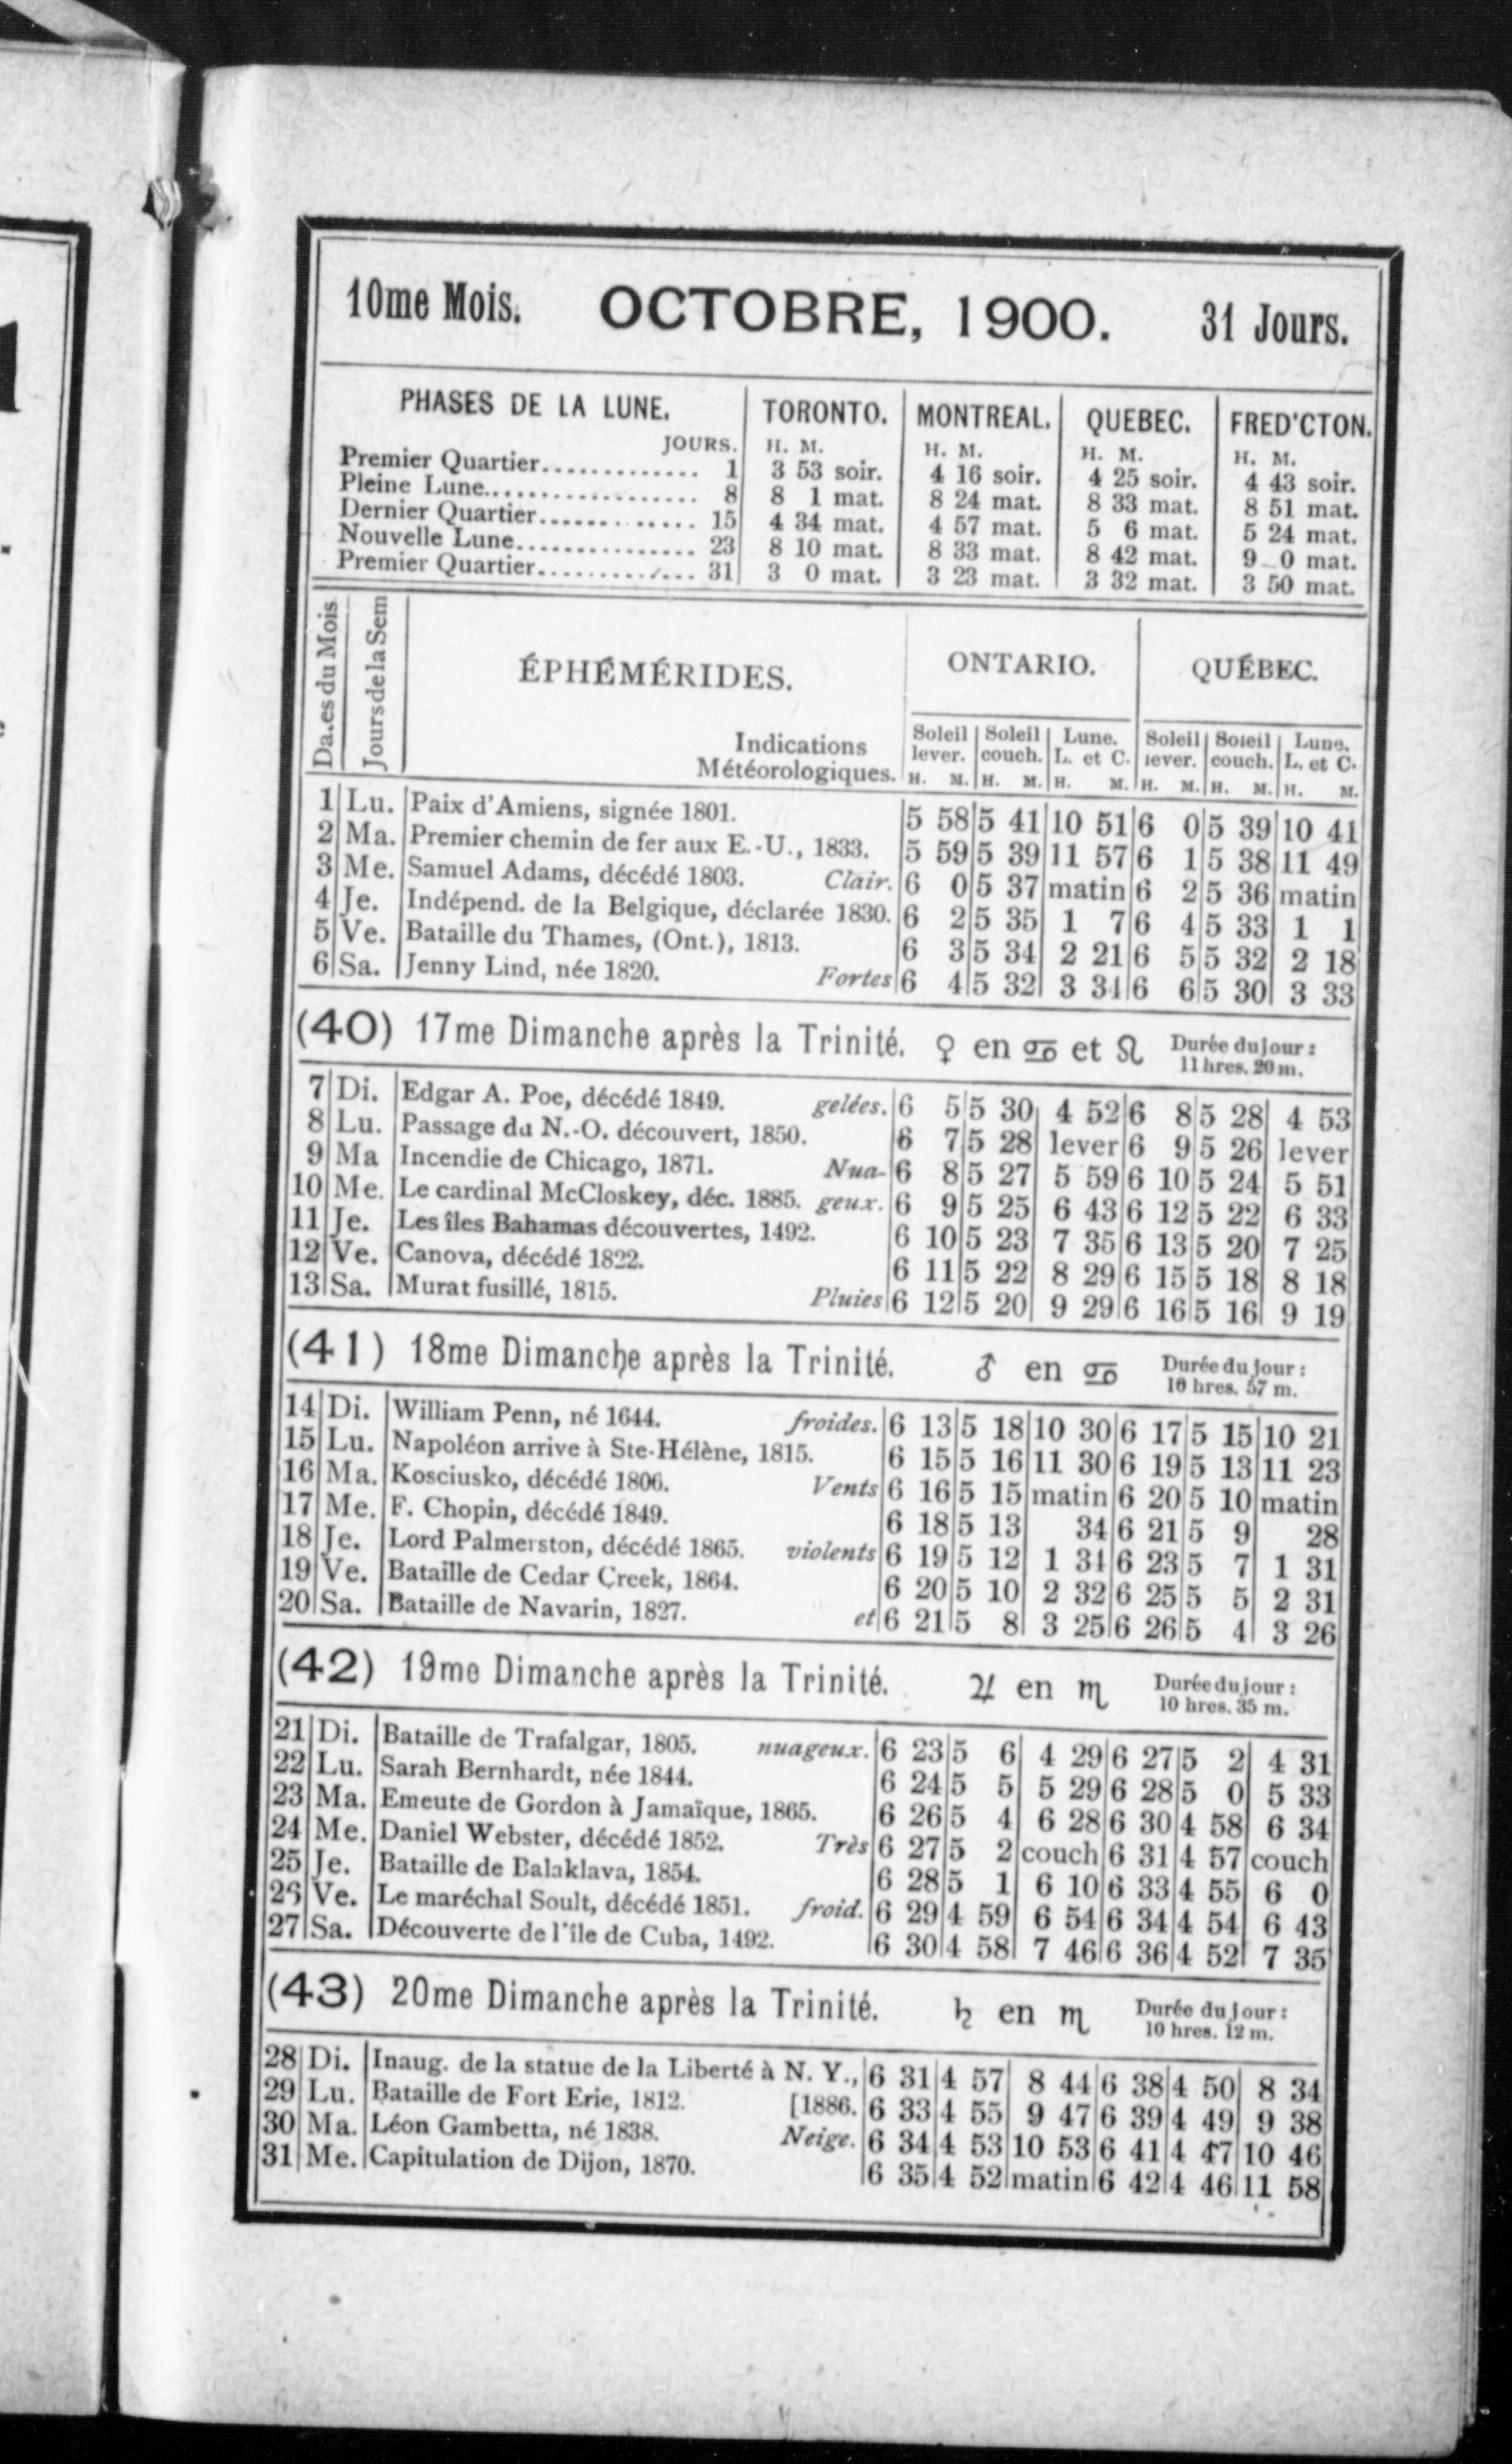 10me Mois. OCTOBRE, 1900. 31 Jours.
PHASES DE LA LUNE. TORONTO. MONTREAL. QUEBEC. FRED'CTON.
JOURS. H. M. H. M. H. M. H. M.
Premier Quartier............. 1 3 53 soir. 4 16 soir. 4 25 soir. 4 43 soir.
Pleine Lune.................. 8 8 1 mat. 8 24 mat. 8 33 mat. 8 51 mat.
Dernier Quartier............. 15 4 34 mat. 4 57 mat. 5 6 mat. 5 24 mat.
Nouvelle Lune............... 23 8 10 mat. 8 33 mat. 8 42 mat. 9 0 mat.
Premier Quartier............. 31 3 0 mat. 3 23 mat. 3 32 mat. 3 50 mat.
Da.es du Mois
Jours de la Sem
ÉPHÉMÉRIDES. ONTARIO. QUÉBEC.
Indications Soleil Soleil Lune. Soleil Soleil Lune.
Météorologiques. lever. couch. L. et C. lever. couch. L. et C.
H. M. H. M. H. M. H. M. H. M. H. M.
1 Lu. Paix d'Amiens, signée 1801. 5 58 5 41 10 51 6 0 5 39 10 41
2 Ma. Premier chemin de fer aux E.-U., 1833. 5 59 5 39 11 57 6 1 5 38 11 49
3 Me. Samuel Adams, décédé 1803. Clair. 6 0 5 37 matin 6 2 5 36 matin
4 Je. Indépend. de la Belgique, déclarée 1830. 6 2 5 35 1 7 6 4 5 33 1 1
5 Ve. Bataille du Thames, (Ont.), 1813. 6 3 5 34 2 21 6 5 5 32 2 18
6 Sa. Jenny Lind, née 1820. Fortes 6 4 5 32 3 34 6 6 5 30 3 33
(40) 17me Dimanche après la Trinité. ♀ en ♋ et ♌ Durée du jour :
11 hres. 20 m.
7 Di. Edgar A. Poe, décédé 1849. gelées. 6 5 5 30 4 52 6 8 5 28 4 53
8 Lu. Passage du N.-O. découvert, 1850. 6 7 5 28 lever 6 9 5 26 lever
9 Ma Incendie de Chicago, 1871. Nua- 6 8 5 27 5 59 6 10 5 24 5 51
10 Me. Le cardinal McCloskey, déc. 1885. geux. 6 9 5 25 6 43 6 12 5 22 6 33
11 Je. Les îles Bahamas découvertes, 1492. 6 10 5 23 7 35 6 13 5 20 7 25
12 Ve. Canova, décédé 1822. 6 11 5 22 8 29 6 15 5 18 8 18
13 Sa. Murat fusillé, 1815. Pluies 6 12 5 20 9 29 6 16 5 16 9 19
(41) 18me Dimanche après la Trinité. ♂ en ♋ Durée du jour :
10 hres. 57 m.
14 Di. William Penn, né 1644. froides. 6 13 5 18 10 30 6 17 5 15 10 21
15 Lu. Napoléon arrive à Ste-Hélène, 1815. 6 15 5 16 11 30 6 19 5 13 11 23
16 Ma. Kosciusko, décédé 1806. Vents 6 16 5 15 matin 6 20 5 10 matin
17 Me. F. Chopin, décédé 1849. 6 18 5 13 34 6 21 5 9 28
18 Je. Lord Palmerston, décédé 1865. violents 6 19 5 12 1 34 6 23 5 7 1 31
19 Ve. Bataille de Cedar Creek, 1864. 6 20 5 10 2 32 6 25 5 5 2 31
20 Sa. Bataille de Navarin, 1827. et 6 21 5 8 3 25 6 26 5 4 3 26
(42) 19me Dimanche après la Trinité. ♃ en ♏ Durée du jour :
10 hres. 35 m.
21 Di. Bataille de Trafalgar, 1805. nuageux. 6 23 5 6 4 29 6 27 5 2 4 31
22 Lu. Sarah Bernhardt, née 1844. 6 24 5 5 5 29 6 28 5 0 5 33
23 Ma. Emeute de Gordon à Jamaïque, 1865. 6 26 5 4 6 28 6 30 4 58 6 34
24 Me. Daniel Webster, décédé 1852. Très 6 27 5 2 couch 6 31 4 57 couch
25 Je. Bataille de Balaklava, 1854. 6 28 5 1 6 10 6 33 4 55 6 0
26 Ve. Le maréchal Soult, décédé 1851. froid. 6 29 4 59 6 54 6 34 4 54 6 43
27 Sa. Découverte de l'île de Cuba, 1492. 6 30 4 58 7 46 6 36 4 52 7 35
(43) 20me Dimanche après la Trinité. ♄ en ♏ Durée du jour :
10 hres. 12 m.
28 Di. Inaug. de la statue de la Liberté à N. Y., 6 31 4 57 8 44 6 38 4 50 8 34
29 Lu. Bataille de Fort Erie, 1812. [1886. 6 33 4 55 9 47 6 39 4 49 9 38
30 Ma. Léon Gambetta, né 1838. Neige. 6 34 4 53 10 53 6 41 4 47 10 46
31 Me. Capitulation de Dijon, 1870. 6 35 4 52 matin 6 42 4 46 11 58